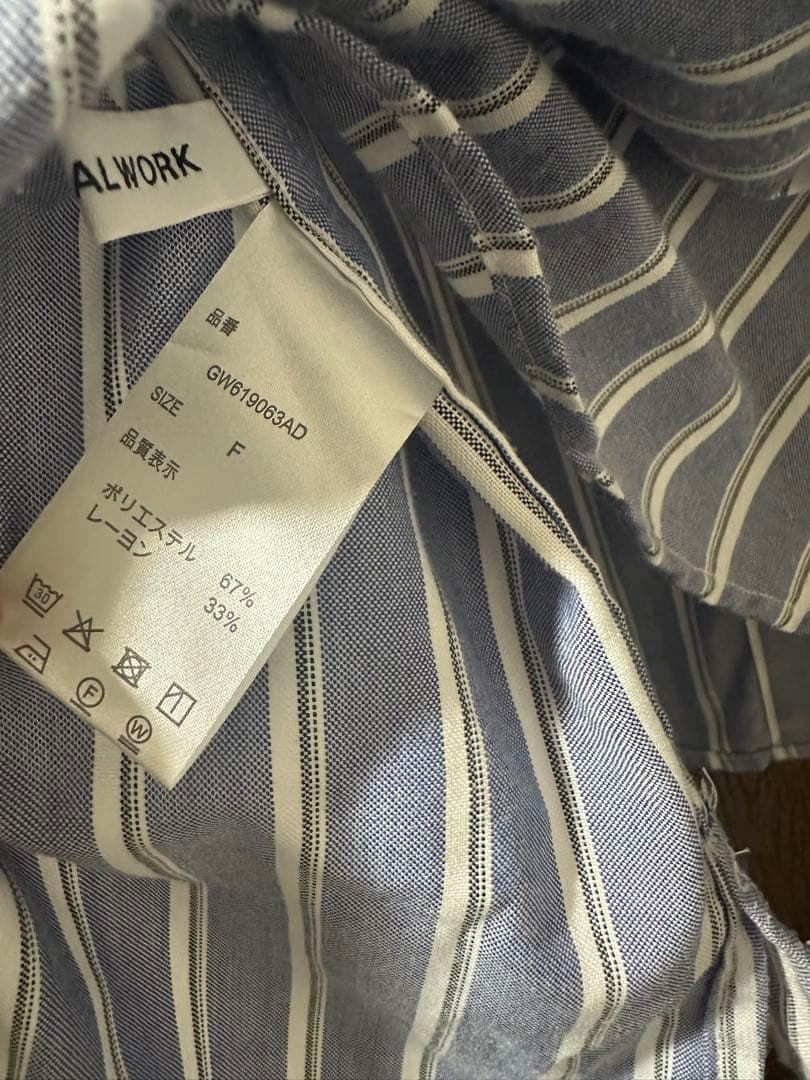 ALWORK
品番
GW619063AD
SIZE
F
品質表示
ポリエステル 67%
レーヨン 33%
30
F
W